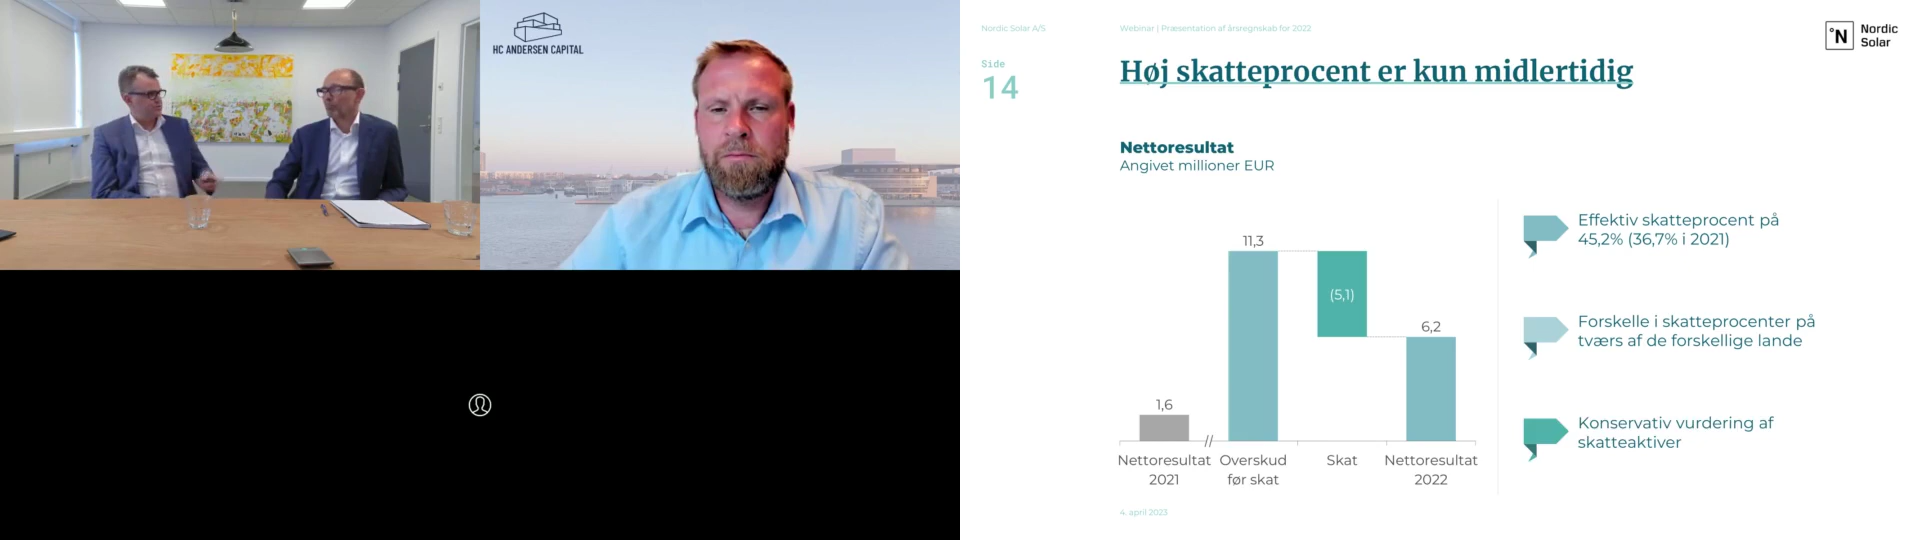 HC ANDERSEN CAPITAL
Nordic Solar A/S
Webinar | Præsentation af årsregnskab for 2022
°N Nordic
Solar
Side
14
Høj skatteprocent er kun midlertidig
Nettoresultat
Angivet millioner EUR
11,3
(5,1)
6,2
1,6
Nettoresultat
2021
Overskud
før skat
Skat
Nettoresultat
2022
Effektiv skatteprocent på
45,2% (36,7% i 2021)
Forskelle i skatteprocenter på
tværs af de forskellige lande
Konservativ vurdering af
skatteaktiver
4. april 2023